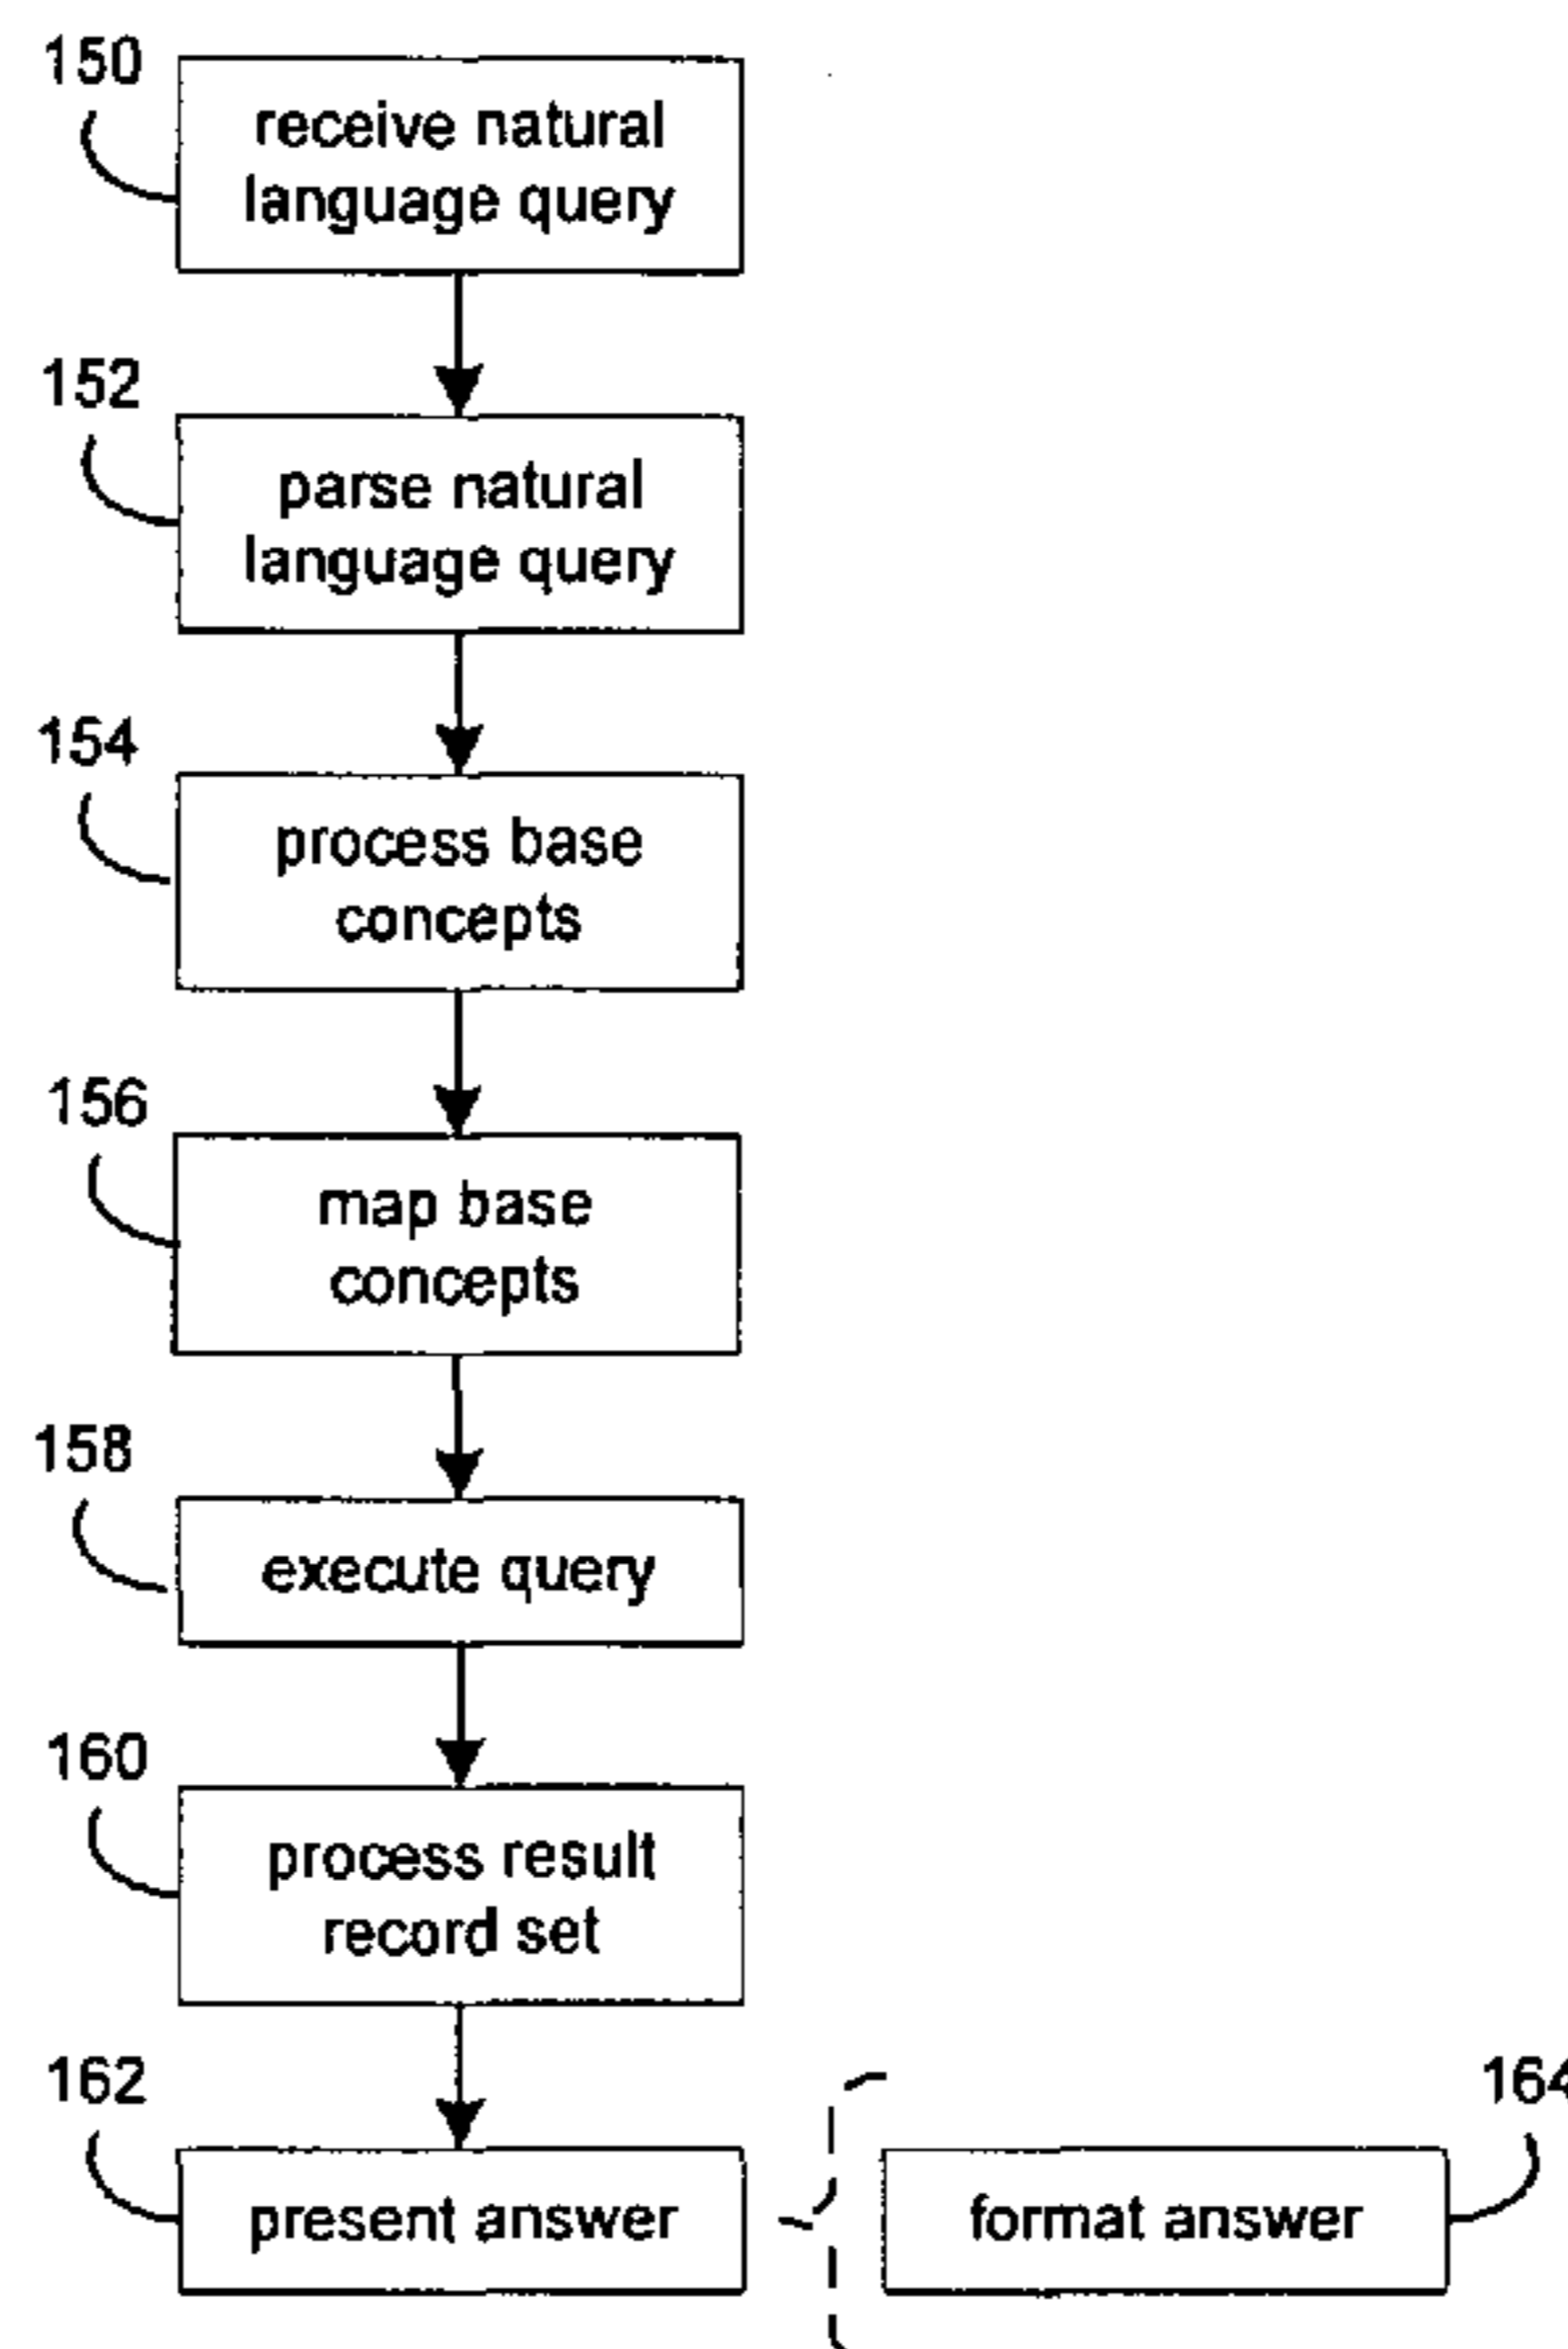 150
receive natural
language query
152
parse natural
language query
154
process base
concepts
156
map base
concepts
158
execute query
160
process result
record set
162
present answer
164
format answer